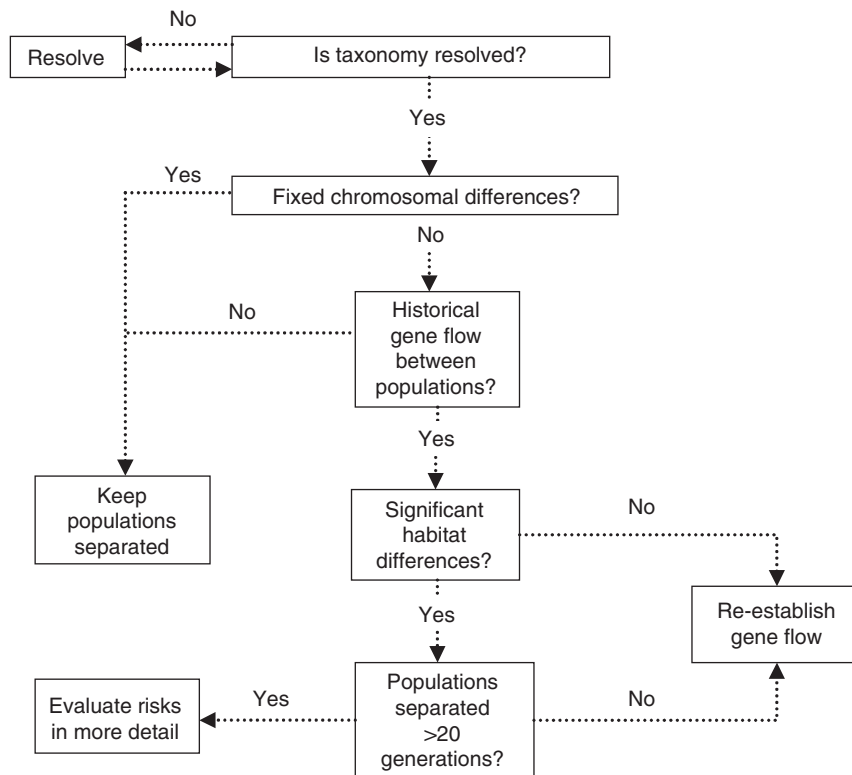 No
Resolve
Is taxonomy resolved?
Yes
Yes
Fixed chromosomal differences?
No
No
Historical
gene flow
between
populations?
Yes
Keep
populations
separated
Significant
habitat
differences?
No
Yes
Re-establish
gene flow
Evaluate risks
in more detail
Yes
Populations
separated
>20
generations?
No